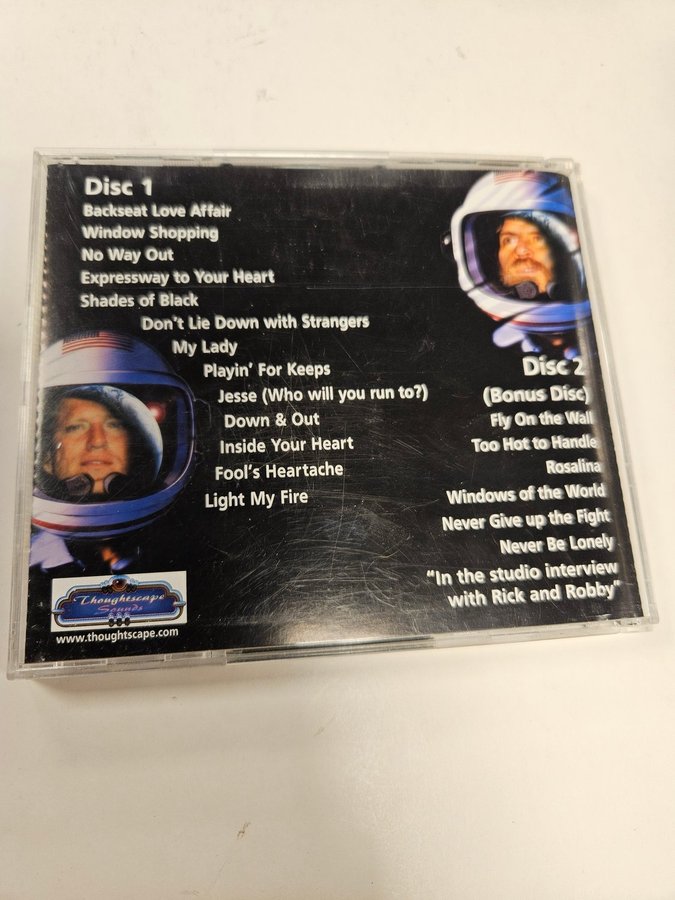 Disc 1
Backseat Love Affair
Window Shopping
No Way Out
Expressway to Your Heart
Shades of Black
Don't Lie Down with Strangers
My Lady
Playin' For Keeps
Jesse (Who will you run to?)
Down & Out
Inside Your Heart
Fool's Heartache
Light My Fire
Disc 2
(Bonus Disc)
Fly On the Wall
Too Hot to Handle
Rosalina
Windows of the World
Never Give up the Fight
Never Be Lonely
"In the studio interview
with Rick and Robby"
Thoughtscape
Sounds
www.thoughtscape.com